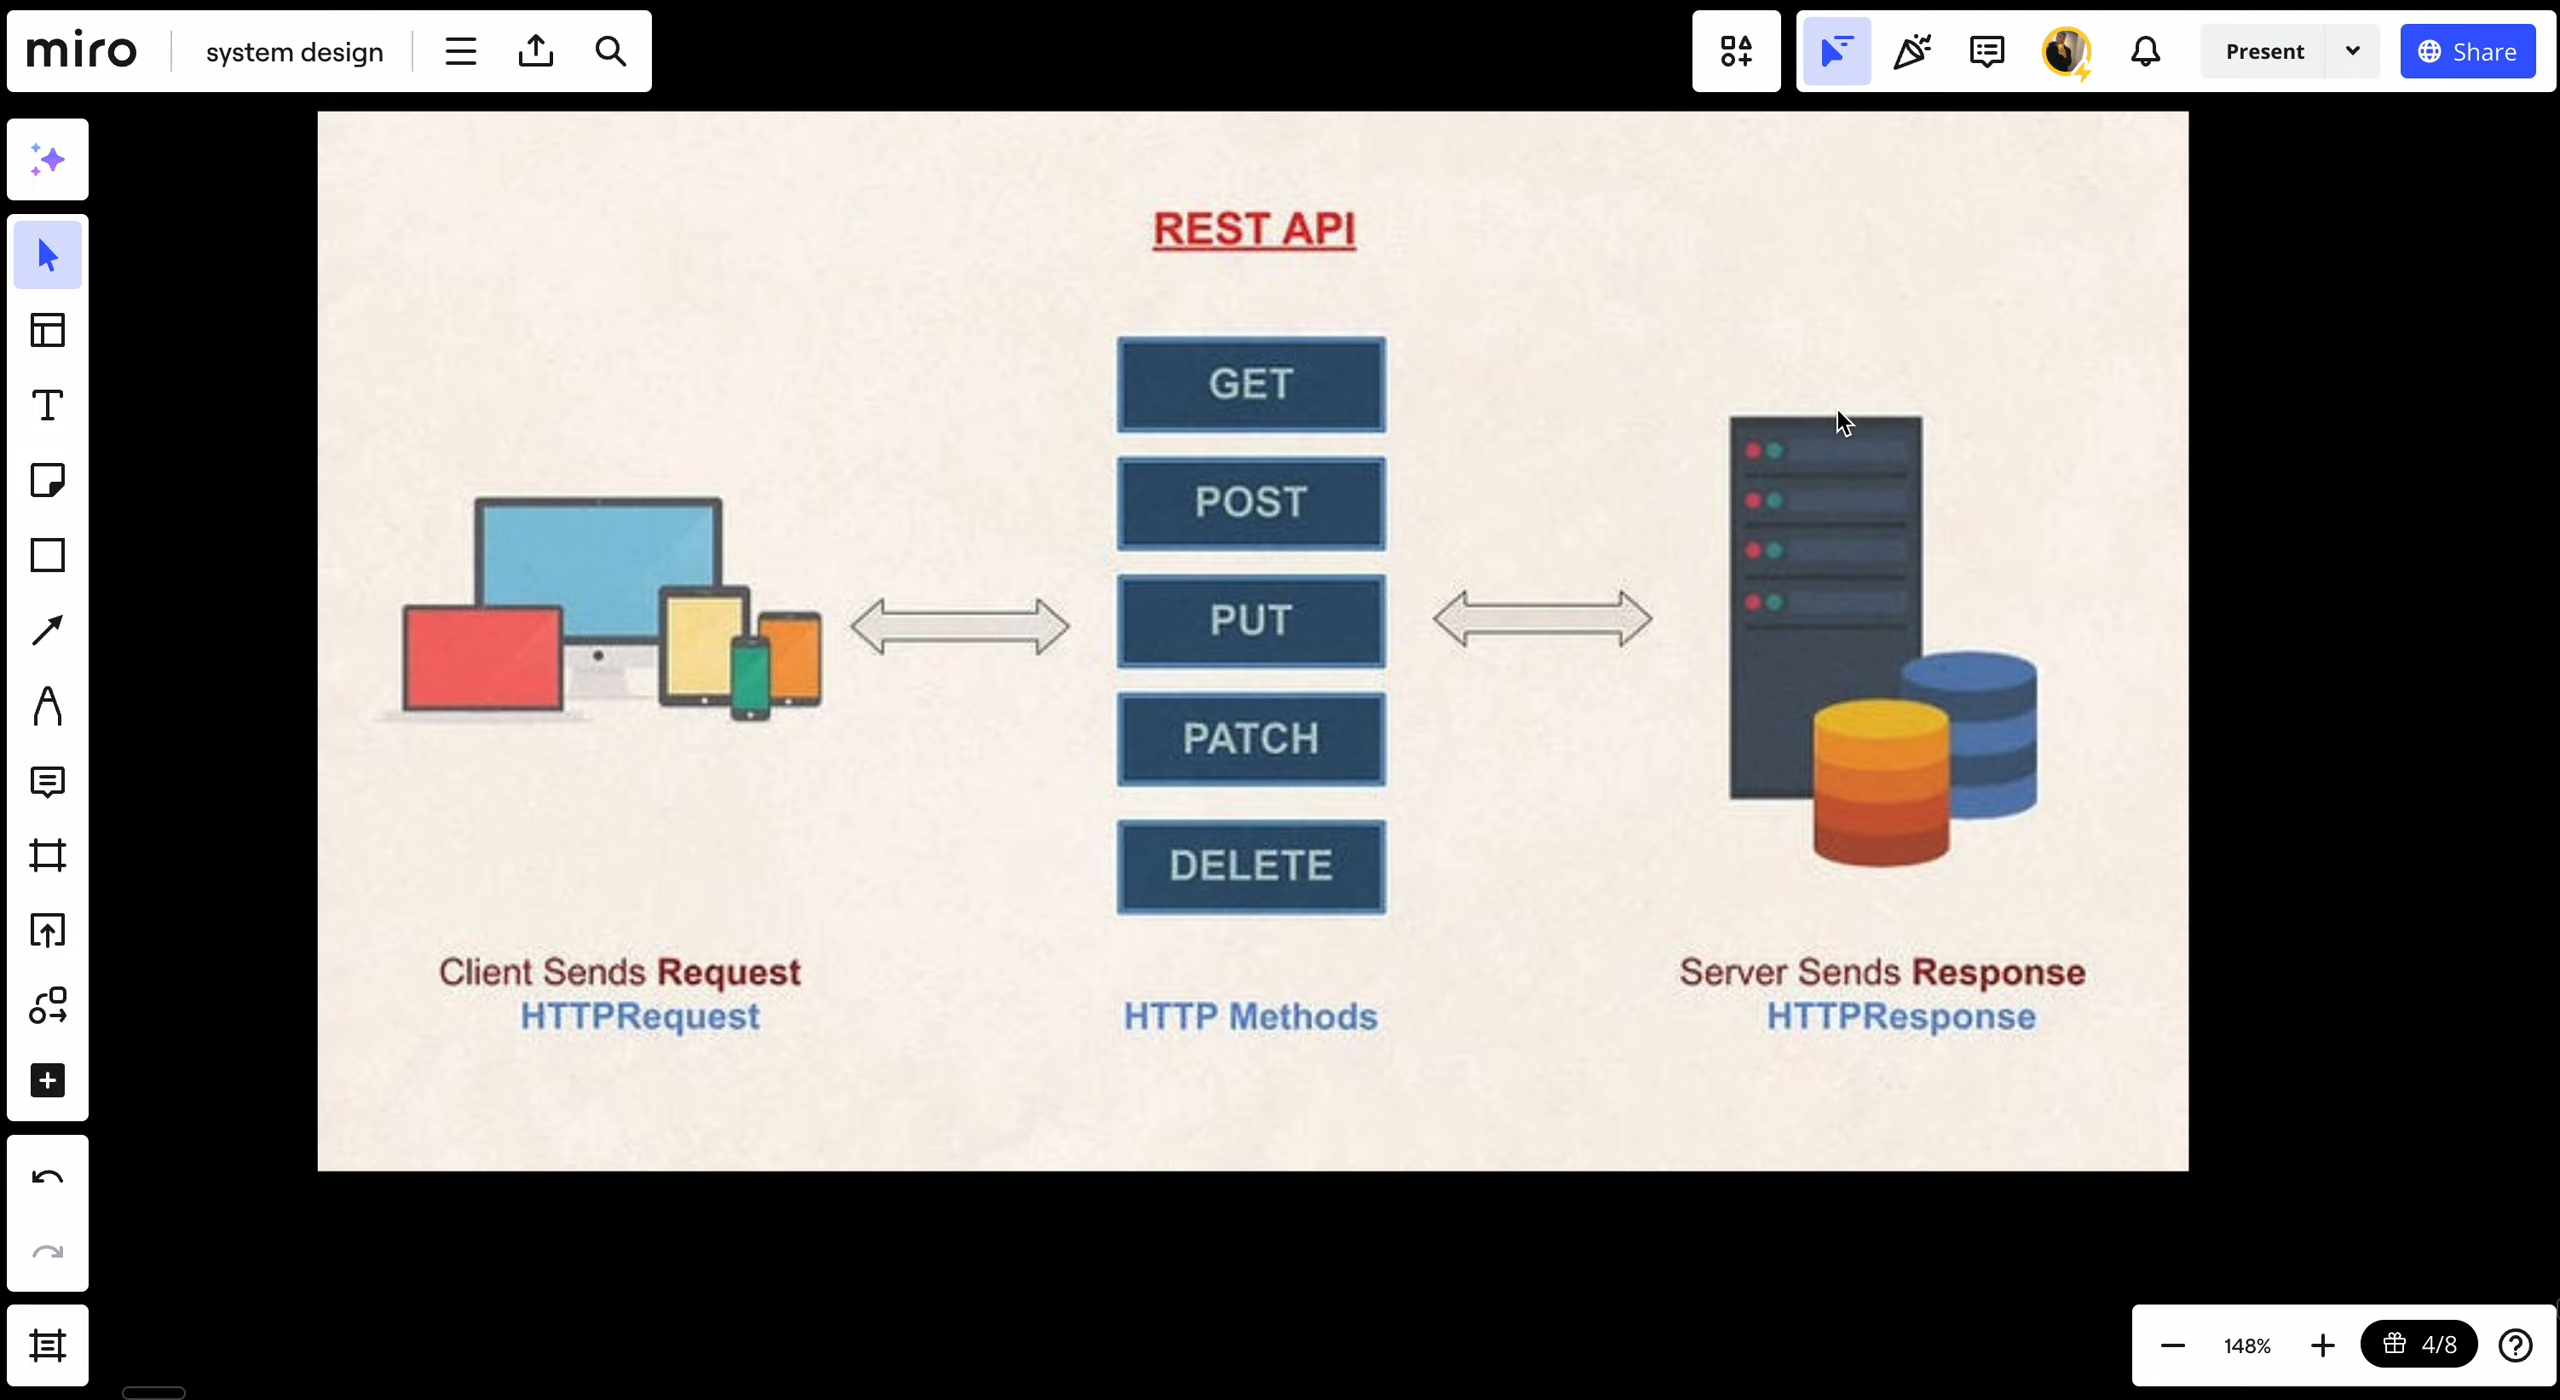 miro
system design
Present
Share
REST API
GET
POST
PUT
PATCH
DELETE
Client Sends Request
HTTPRequest
HTTP Methods
Server Sends Response
HTTPResponse
148%
4/8